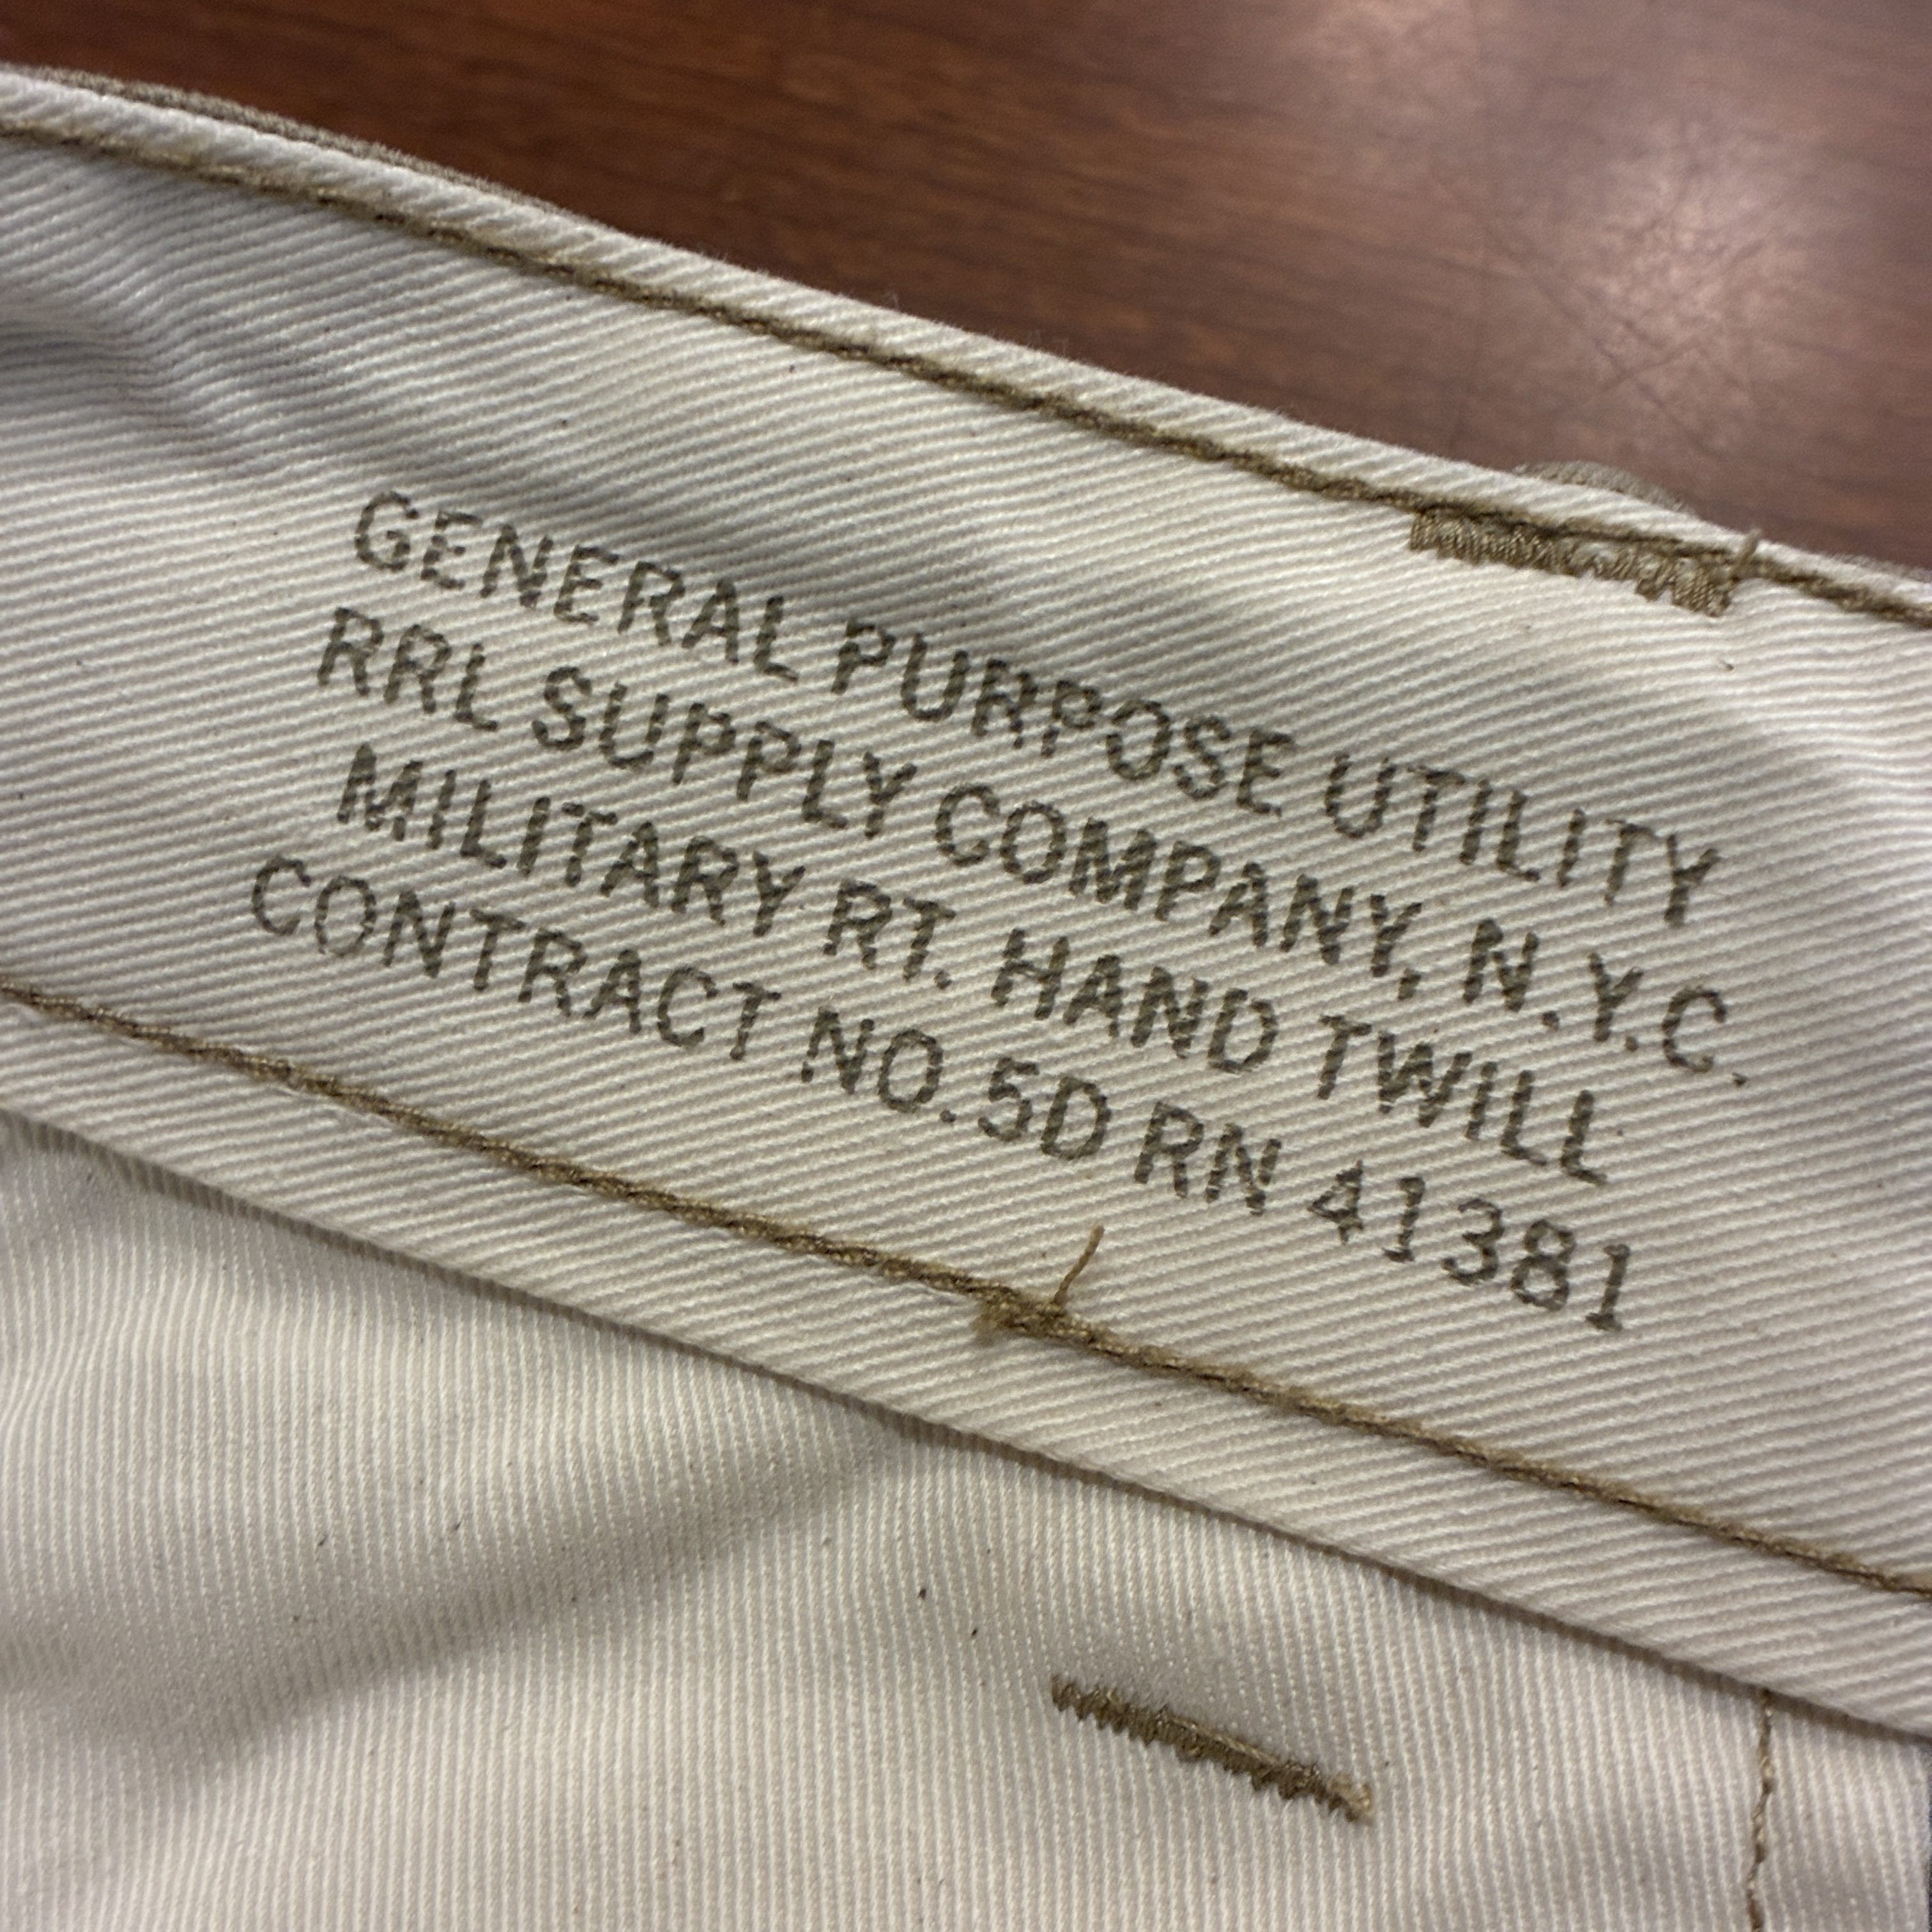 GENERAL PURPOSE UTILITY
RRL SUPPLY COMPANY, N.Y.C.
MILITARY RT. HAND TWILL
CONTRACT NO. 5D RN 41381